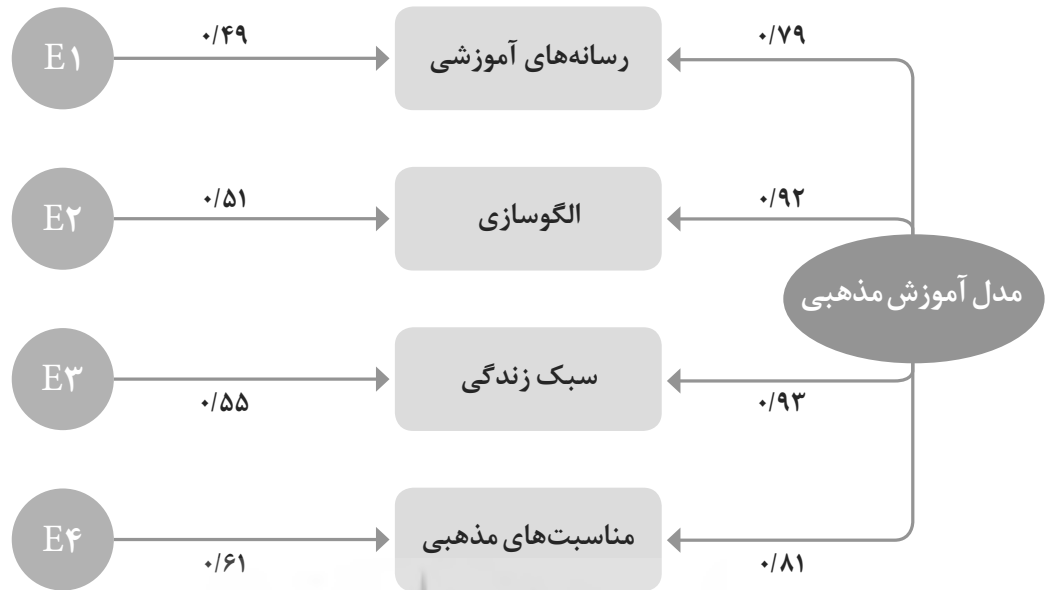 ۰/۷۹
رسانه‌های آموزشی
۰/۴۹
E۱
۰/۹۲
الگوسازی
۰/۵۱
E۲
مدل آموزش مذهبی
۰/۹۳
سبک زندگی
۰/۵۵
E۳
۰/۸۱
مناسبت‌های مذهبی
۰/۶۱
E۴